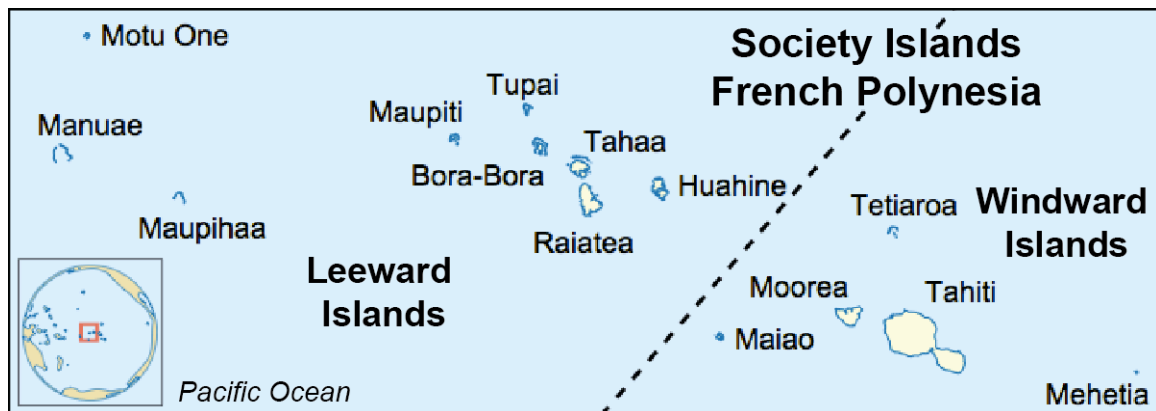 Motu One
Society Islands
French Polynesia
Tupai
Maupiti
Manuae
Tahaa
Bora-Bora
Huahine
Maupihaa
Raiatea
Tetiaroa
Windward
Islands
Leeward
Islands
Moorea
Tahiti
Maiao
Pacific Ocean
Mehetia